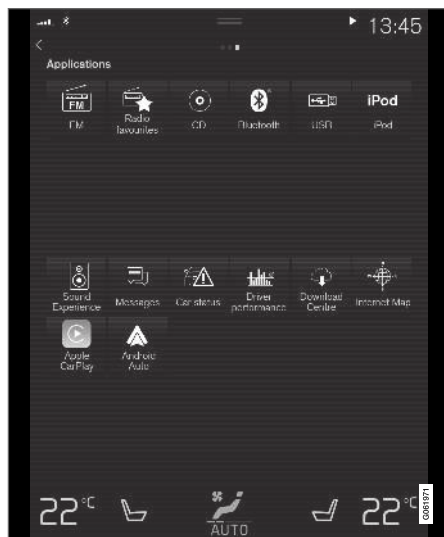 13:45
Applications
FM
iPod
FM
Radio
favourites
CD
Bluetooth
USB
iPod
Sound
Experience
Messages
Car status
Driver
performance
Download
Centre
Internet Map
Apple
CarPlay
Android
Auto
22°C
22°C
AUTO
G061971